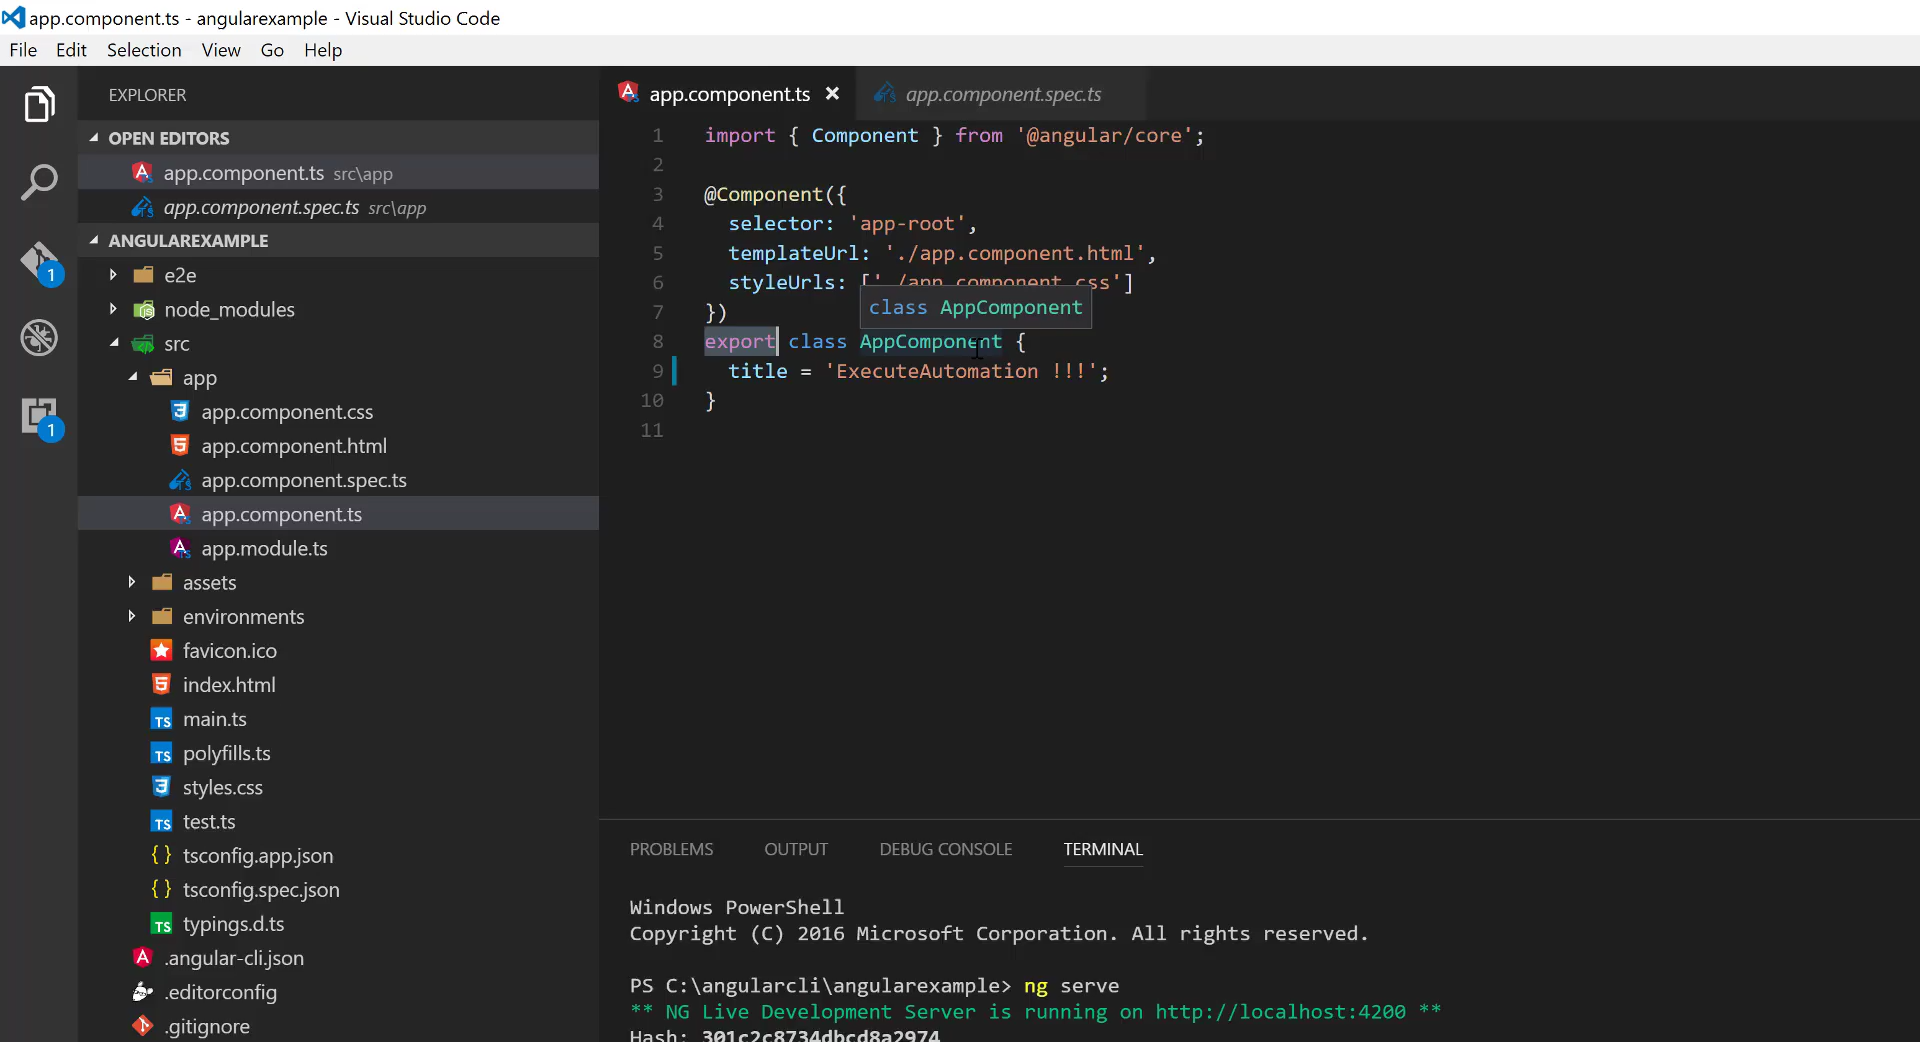 app.component.ts - angularexample - Visual Studio Code
File Edit Selection View Go Help
EXPLORER
OPEN EDITORS
app.component.ts src\app
app.component.spec.ts src\app
ANGULAREXAMPLE
e2e
node_modules
src
app
app.component.css
app.component.html
app.component.spec.ts
app.component.ts
app.module.ts
assets
environments
favicon.ico
index.html
main.ts
polyfills.ts
styles.css
test.ts
tsconfig.app.json
tsconfig.spec.json
typings.d.ts
.angular-cli.json
.editorconfig
.gitignore
1
1
app.component.ts app.component.spec.ts
1 import { Component } from '@angular/core';
2
3 @Component({
4 selector: 'app-root',
5 templateUrl: './app.component.html',
6 styleUrls: ['./app.component.css']
class AppComponent
7 })
8 export class AppComponent {
9 title = 'ExecuteAutomation !!!';
10 }
11
PROBLEMS OUTPUT DEBUG CONSOLE TERMINAL
Windows PowerShell
Copyright (C) 2016 Microsoft Corporation. All rights reserved.
PS C:\angularcli\angularexample> ng serve
** NG Live Development Server is running on http://localhost:4200 **
Hash: 301c2c8734dbcd8a2974